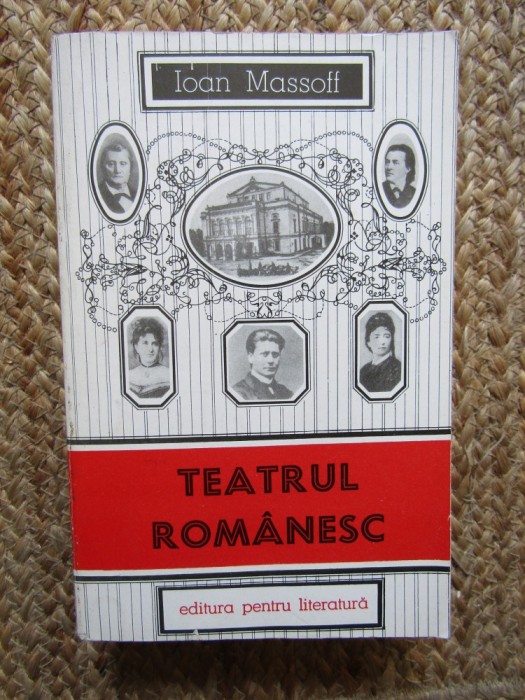 Ioan Massoff
TEATRUL
ROMÂNESC
editura pentru literatură